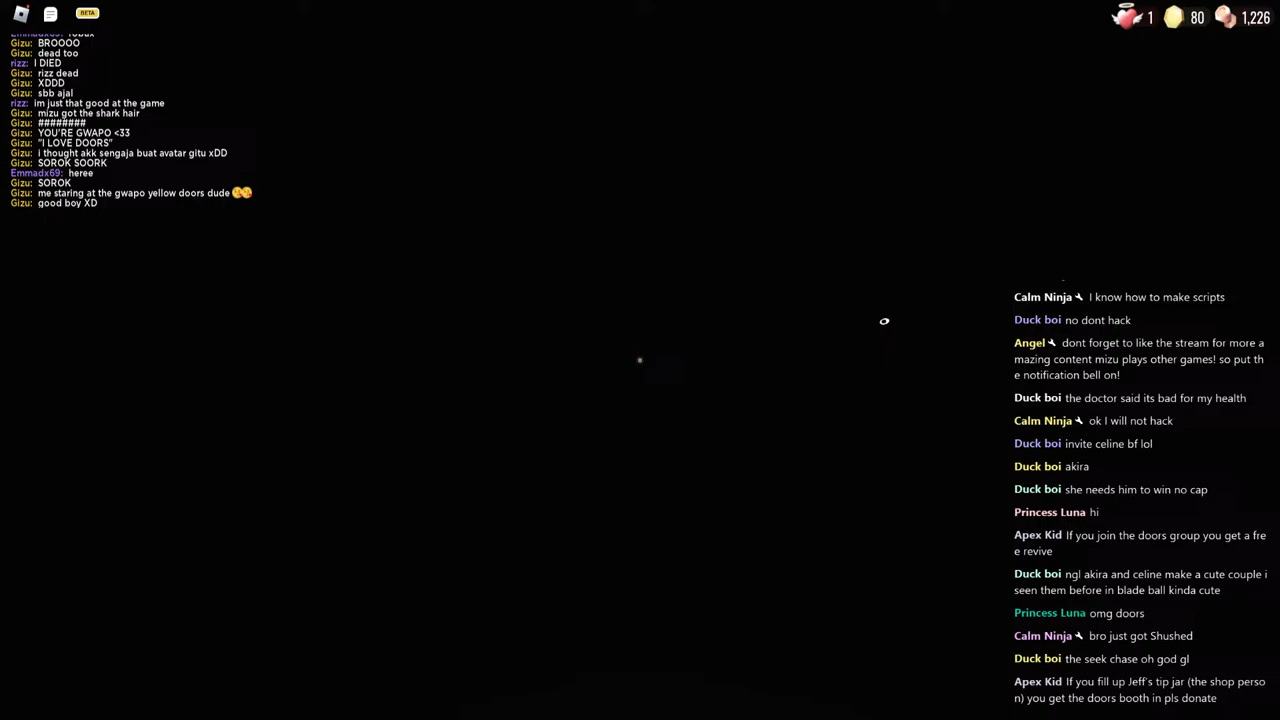 BETA
1
80
1,226
Emmadx69: robux
Gizu: BROOOO
Gizu: dead too
rizz: I DIED
Gizu: rizz dead
Gizu: XDDD
Gizu: sbb ajal
rizz: im just that good at the game
Gizu: mizu got the shark hair
Gizu: ########
Gizu: YOU'RE GWAPO <33
Gizu: "I LOVE DOORS"
Gizu: i thought akk sengaja buat avatar gitu xDD
Gizu: SOROK SOORK
Emmadx69: heree
Gizu: SOROK
Gizu: me staring at the gwapo yellow doors dude😘😘
Gizu: good boy XD
Calm Ninja I know how to make scripts
Duck boi no dont hack
Angel dont forget to like the stream for more a
mazing content mizu plays other games! so put th
e notification bell on!
Duck boi the doctor said its bad for my health
Calm Ninja ok I will not hack
Duck boi invite celine bf lol
Duck boi akira
Duck boi she needs him to win no cap
Princess Luna hi
Apex Kid If you join the doors group you get a fre
e revive
Duck boi ngl akira and celine make a cute couple i
seen them before in blade ball kinda cute
Princess Luna omg doors
Calm Ninja bro just got Shushed
Duck boi the seek chase oh god gl
Apex Kid If you fill up Jeff's tip jar (the shop perso
n) you get the doors booth in pls donate